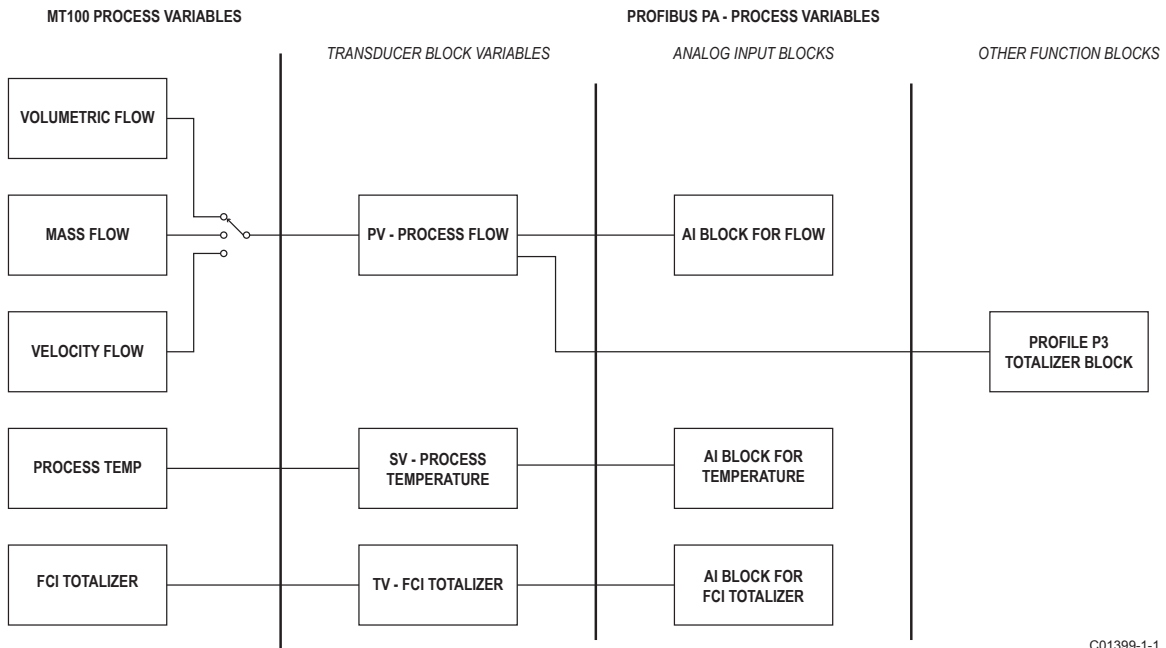 MT100 PROCESS VARIABLES
PROFIBUS PA - PROCESS VARIABLES
TRANSDUCER BLOCK VARIABLES
ANALOG INPUT BLOCKS
OTHER FUNCTION BLOCKS
VOLUMETRIC FLOW
MASS FLOW
PV - PROCESS FLOW
AI BLOCK FOR FLOW
VELOCITY FLOW
PROFILE P3
TOTALIZER BLOCK
PROCESS TEMP
SV - PROCESS
TEMPERATURE
AI BLOCK FOR
TEMPERATURE
FCI TOTALIZER
TV - FCI TOTALIZER
AI BLOCK FOR
FCI TOTALIZER
C01399-1-1